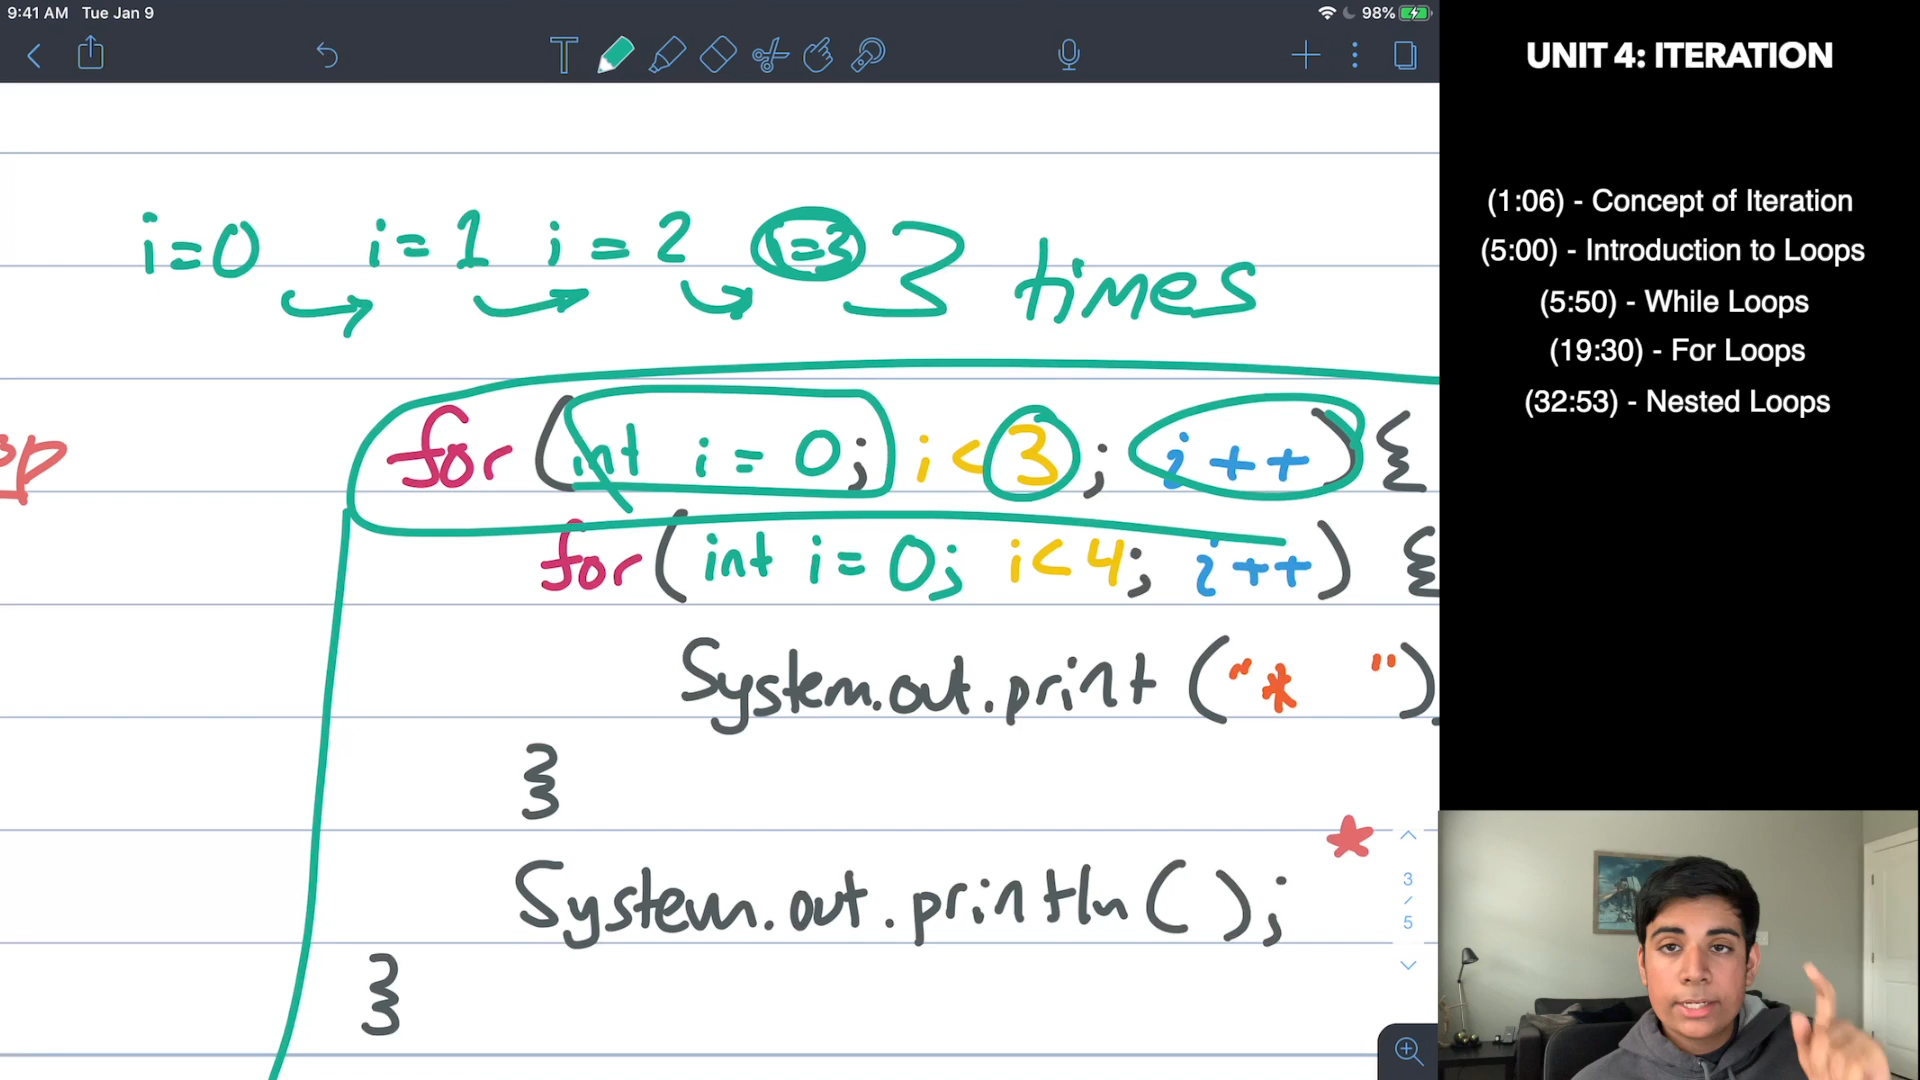 9:41 AM Tue Jan 9
98%
i=0 i=1 i=2 i=3 3 times
for (int i = 0; i<3; i++){
op
for(int i=0; i<4; i++) {
System.out.print ("* ")
}
System.out.println( );
}
3
/
5
UNIT 4: ITERATION
(1:06) - Concept of Iteration
(5:00) - Introduction to Loops
(5:50) - While Loops
(19:30) - For Loops
(32:53) - Nested Loops